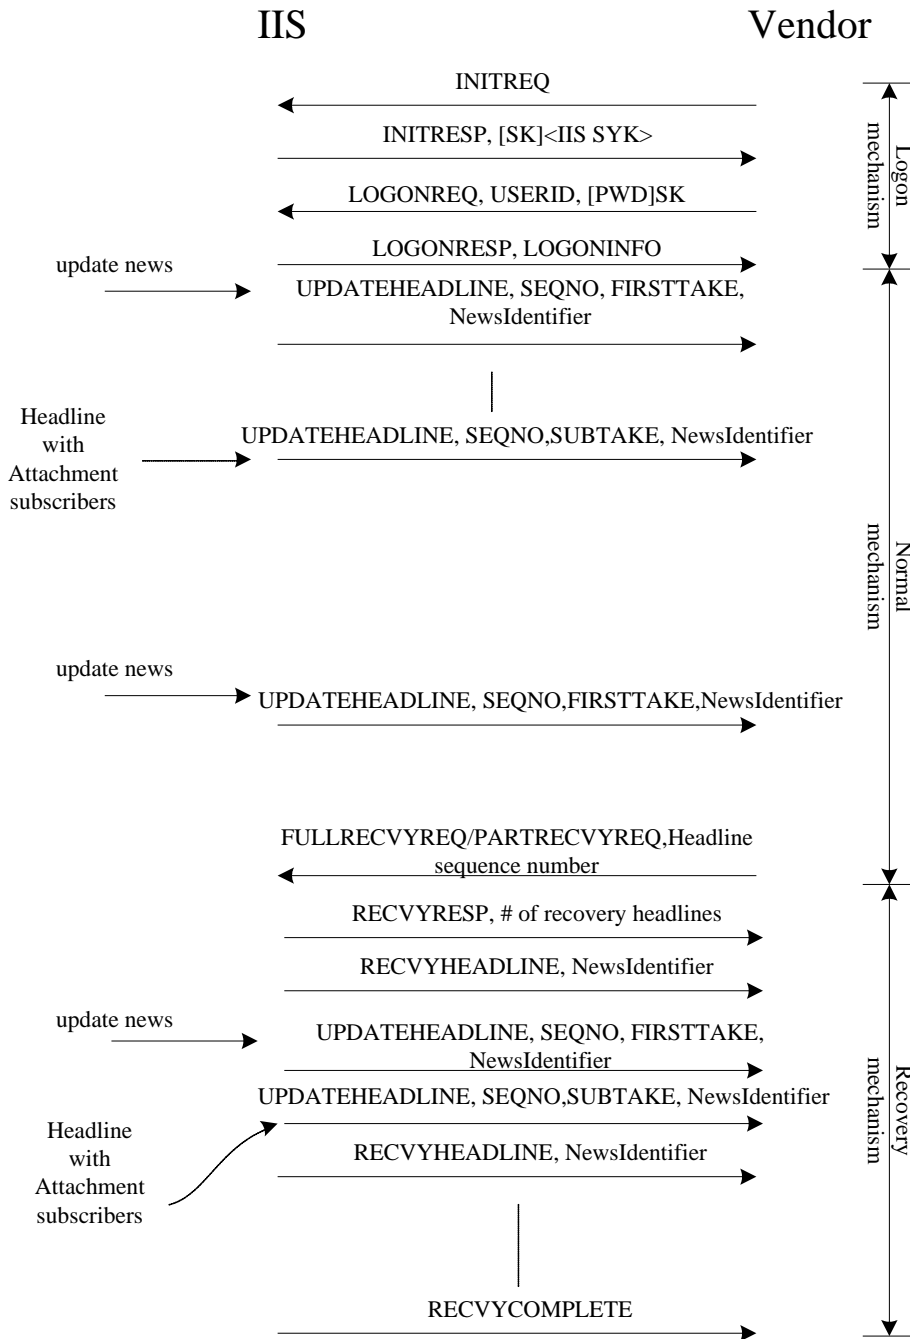 IIS
Vendor
INITREQ
INITRESP, [SK]<IIS SYK>
LOGONREQ, USERID, [PWD]SK
LOGONRESP, LOGONINFO
Logon
mechanism
update news
UPDATEHEADLINE, SEQNO, FIRSTTAKE,
NewsIdentifier
Headline
with
Attachment
subscribers
UPDATEHEADLINE, SEQNO,SUBTAKE, NewsIdentifier
Normal
mechanism
update news
UPDATEHEADLINE, SEQNO,FIRSTTAKE,NewsIdentifier
FULLRECVYREQ/PARTRECVYREQ,Headline
sequence number
RECVYRESP, # of recovery headlines
RECVYHEADLINE, NewsIdentifier
update news
UPDATEHEADLINE, SEQNO, FIRSTTAKE,
NewsIdentifier
UPDATEHEADLINE, SEQNO,SUBTAKE, NewsIdentifier
Headline
with
Attachment
subscribers
RECVYHEADLINE, NewsIdentifier
Recovery
mechanism
RECVYCOMPLETE